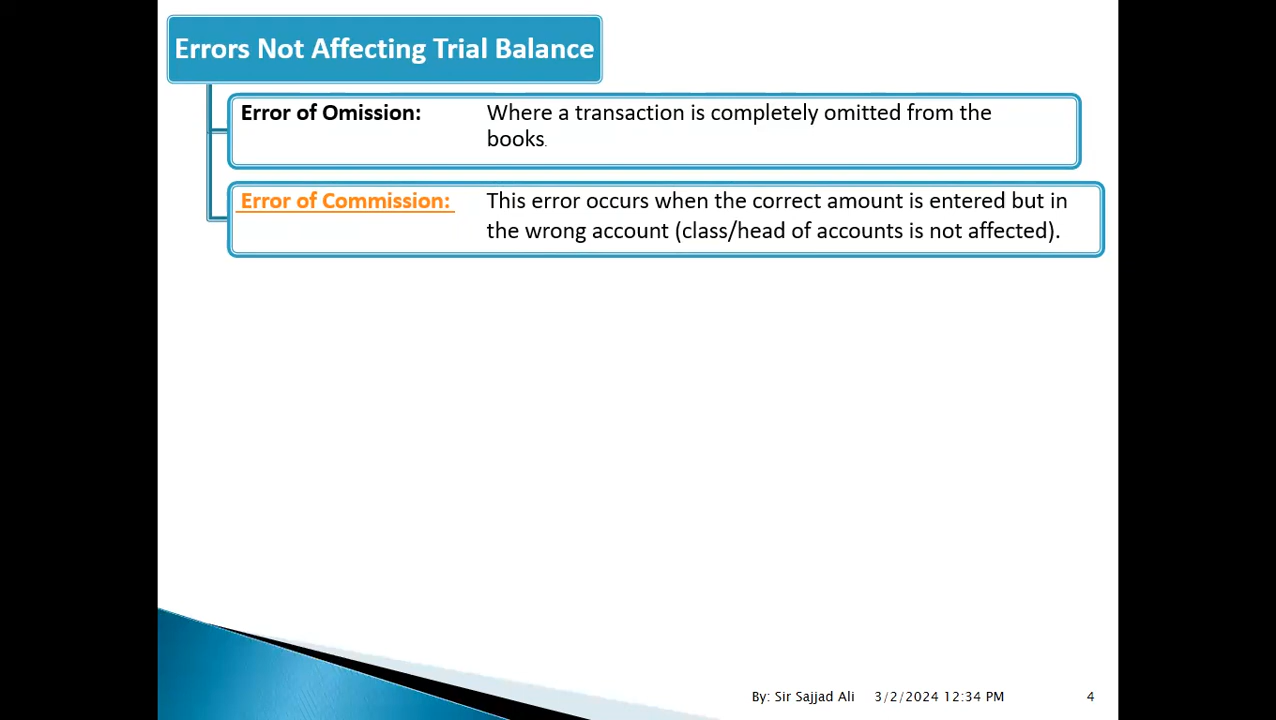 Errors Not Affecting Trial Balance
Error of Omission: Where a transaction is completely omitted from the
books.
Error of Commission: This error occurs when the correct amount is entered but in
the wrong account (class/head of accounts is not affected).
By: Sir Sajjad Ali 3/2/2024 12:34 PM 4